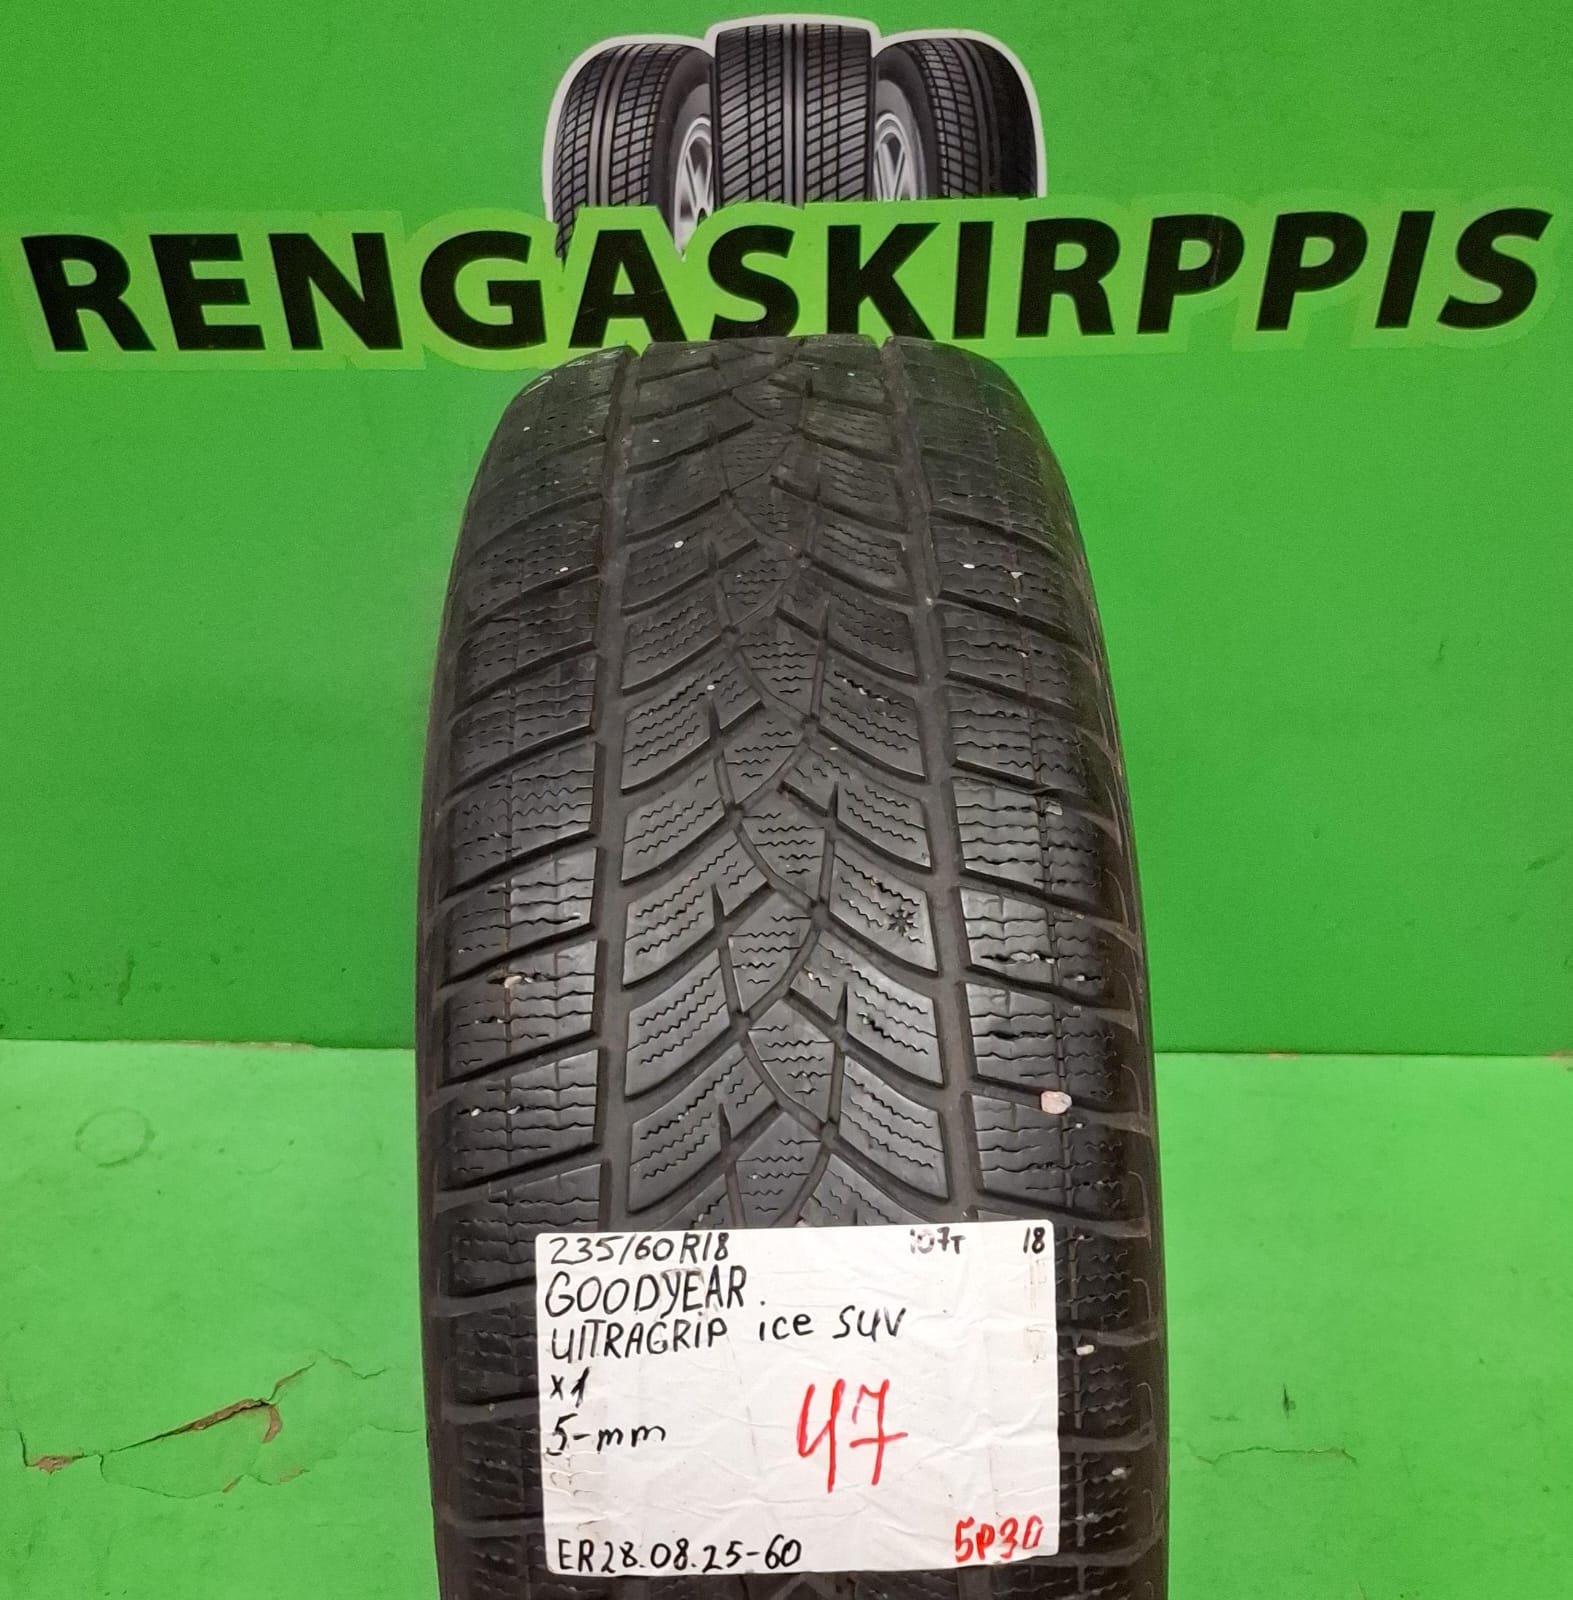 RENGASKIRPPIS
235/60R18 107T 18
GOODYEAR.
UlTRAGRiP ice SUV
x1
5-mm 47
ER28.08.25-60 5P30